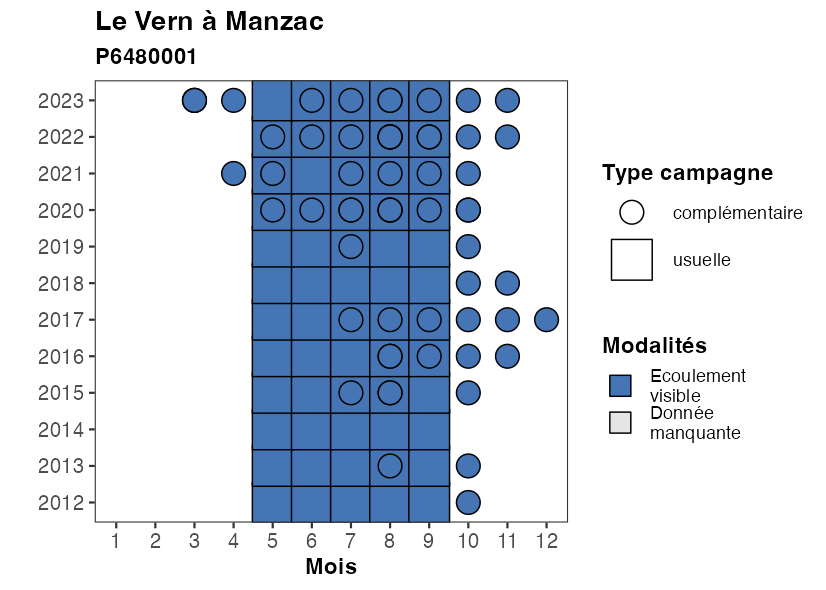 Le Vern à Manzac
P6480001
2023
2022
2021
2020
2019
2018
2017
2016
2015
2014
2013
2012
1 2 3 4 5 6 7 8 9 10 11 12
Mois
Type campagne
complémentaire
usuelle
Modalités
Ecoulement
visible
Donnée
manquante